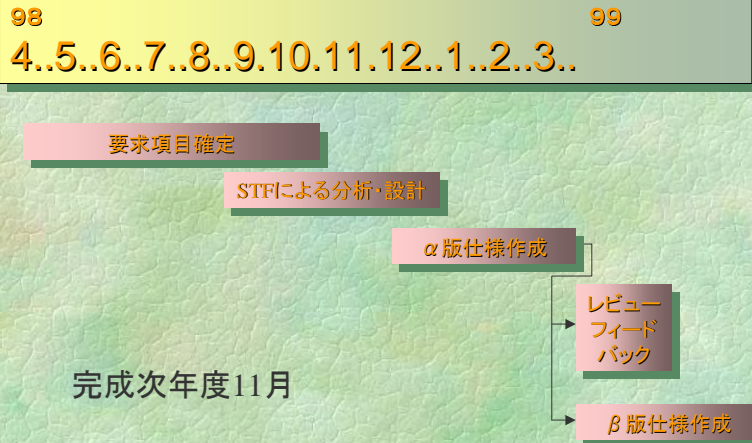 98 99
4..5..6..7..8..9.10.11.12..1..2..3..
要求項目確定
STFによる分析・設計
α版仕様作成
レビュー
フィード
バック
完成次年度11月
β版仕様作成